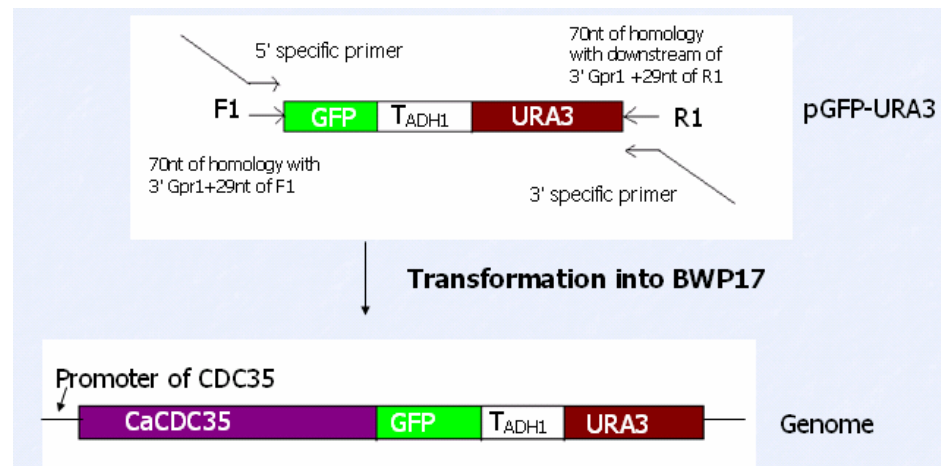 5' specific primer
70nt of homology
with downstream of
3' Gpr1 +29nt of R1
F1
GFP
TADH1
URA3
R1
pGFP-URA3
70nt of homology with
3' Gpr1+29nt of F1
3' specific primer
Transformation into BWP17
Promoter of CDC35
CaCDC35
GFP
TADH1
URA3
Genome